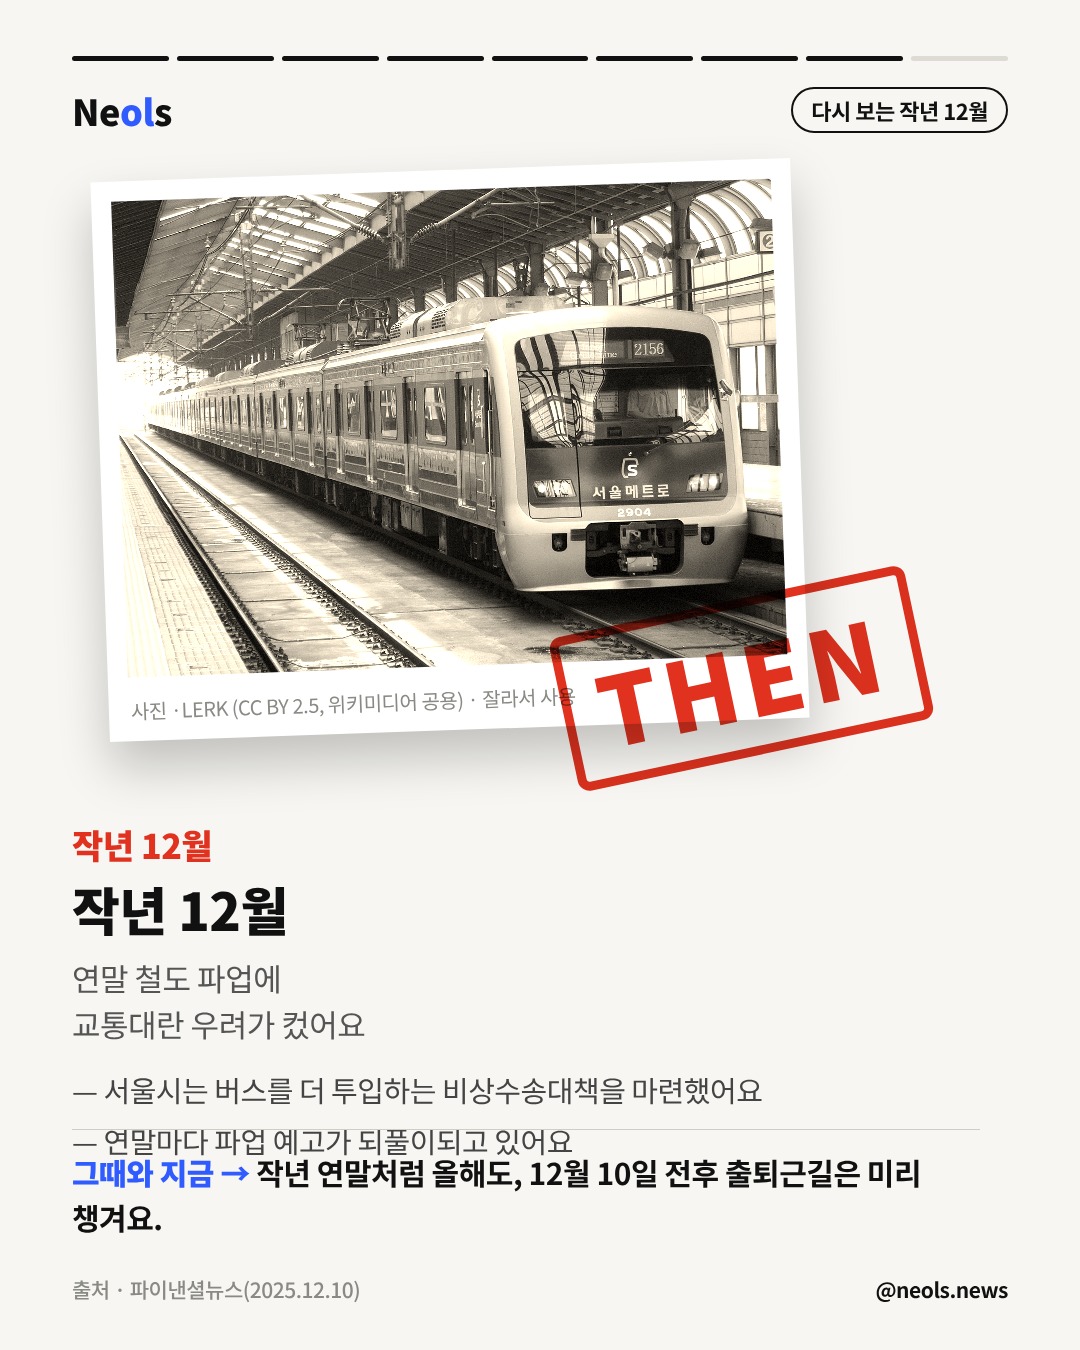 Neols
다시 보는 작년 12월
2
2156
서울메트로
2904
사진 · LERK (CC BY 2.5, 위키미디어 공용) · 잘라서 사용
THEN
작년 12월
작년 12월
연말 철도 파업에
교통대란 우려가 컸어요
— 서울시는 버스를 더 투입하는 비상수송대책을 마련했어요
— 연말마다 파업 예고가 되풀이되고 있어요
그때와 지금 → 작년 연말처럼 올해도, 12월 10일 전후 출퇴근길은 미리
챙겨요.
출처 · 파이낸셜뉴스(2025.12.10)
@neols.news